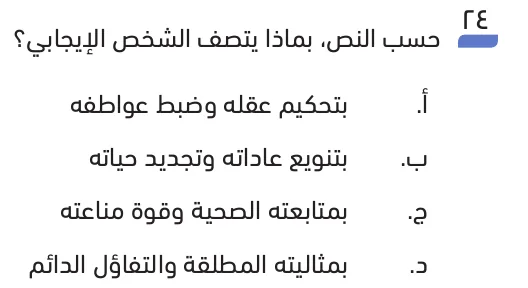 ٢٤
حسب النص، بماذا يتصف الشخص الإيجابي؟
أ. بتحكيم عقله وضبط عواطفه
ب. بتنويع عاداته وتجديد حياته
ج. بمتابعته الصحية وقوة مناعته
د. بمثاليته المطلقة والتفاؤل الدائم